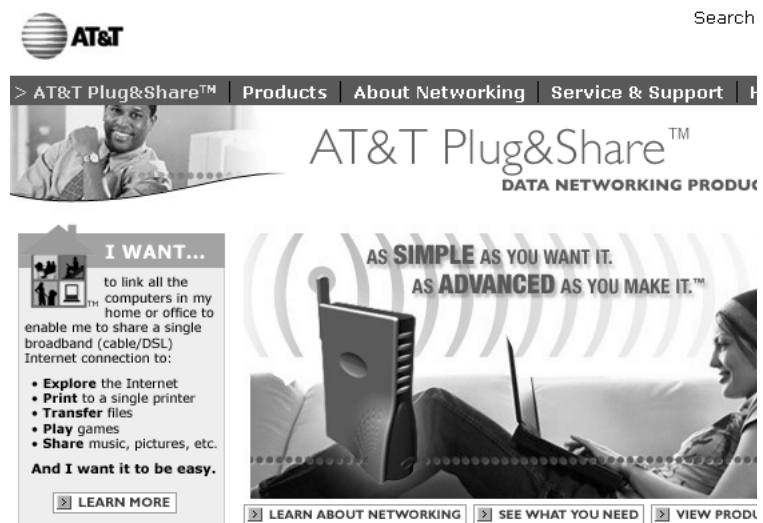 AT&T
Search
> AT&T Plug&Share™ Products About Networking Service & Support
AT&T Plug&Share™
DATA NETWORKING
I WANT...
TM
to link all the
computers in my
home or office to
enable me to share a single
broadband (cable/DSL)
Internet connection to:
• Explore the Internet
• Print to a single printer
• Transfer files
• Play games
• Share music, pictures, etc.
And I want it to be easy.
> LEARN MORE
AS SIMPLE AS YOU WANT IT.
AS ADVANCED AS YOU MAKE IT.™
> LEARN ABOUT NETWORKING > SEE WHAT YOU NEED > VIEW